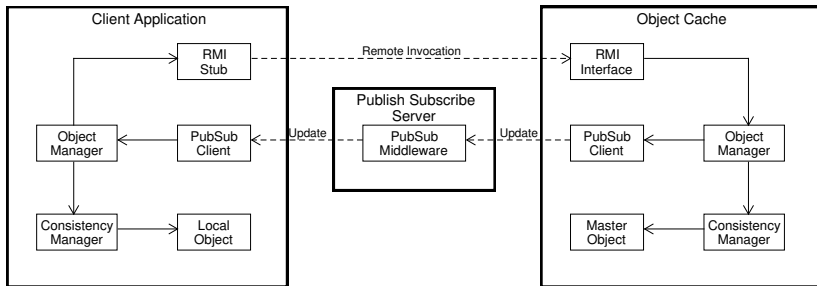 Client Application
Object Cache
RMI
Stub
Remote Invocation
RMI
Interface
Publish Subscribe
Server
Object
Manager
PubSub
Client
Update
PubSub
Middleware
Update
PubSub
Client
Object
Manager
Consistency
Manager
Local
Object
Master
Object
Consistency
Manager